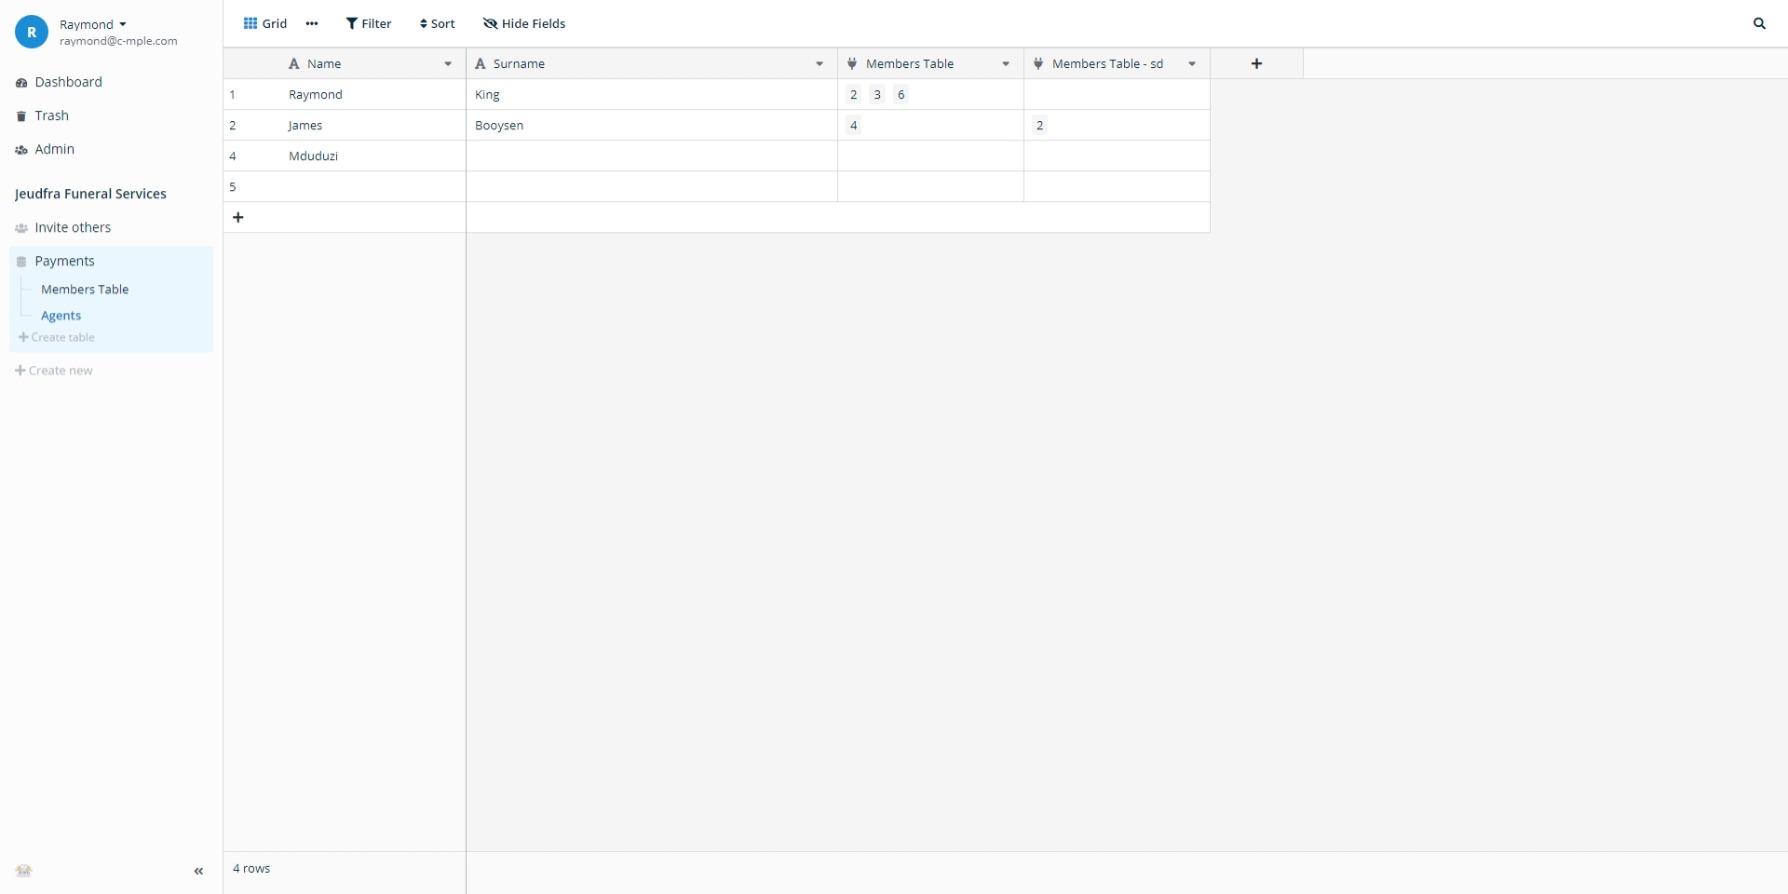 R
Raymond
raymond@c-mple.com
Dashboard
Trash
Admin
Jeudfra Funeral Services
Invite others
Payments
Members Table
Agents
Create table
Create new
Grid
Filter
Sort
Hide Fields
Name
Surname
Members Table
Members Table - sd
1 Raymond King 2 3 6
2 James Booysen 4 2
4 Mduduzi
5
4 rows